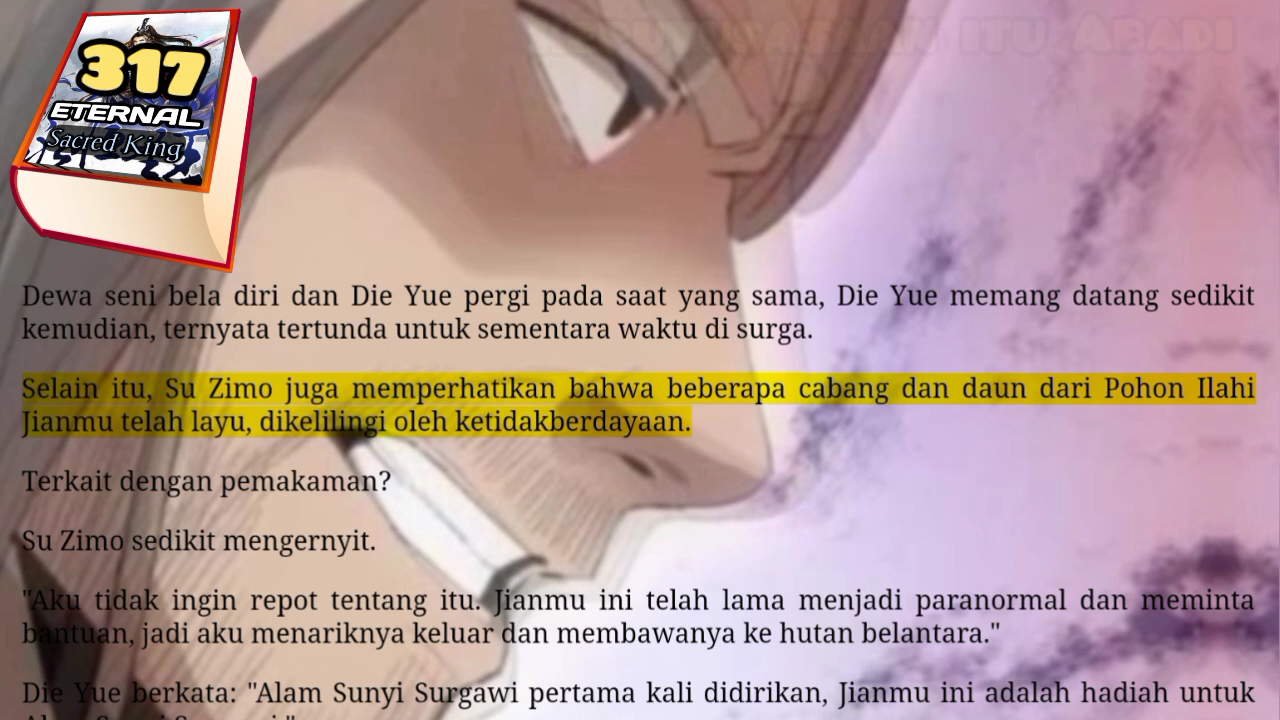 317
ETERNAL
Sacred King
ITU ABADI
Dewa seni bela diri dan Die Yue pergi pada saat yang sama, Die Yue memang datang sedikit
kemudian, ternyata tertunda untuk sementara waktu di surga.
Selain itu, Su Zimo juga memperhatikan bahwa beberapa cabang dan daun dari Pohon Ilahi
Jianmu telah layu, dikelilingi oleh ketidakberdayaan.
Terkait dengan pemakaman?
Su Zimo sedikit mengernyit.
"Aku tidak ingin repot tentang itu. Jianmu ini telah lama menjadi paranormal dan meminta
bantuan, jadi aku menariknya keluar dan membawanya ke hutan belantara."
Die Yue berkata: "Alam Sunyi Surgawi pertama kali didirikan, Jianmu ini adalah hadiah untuk